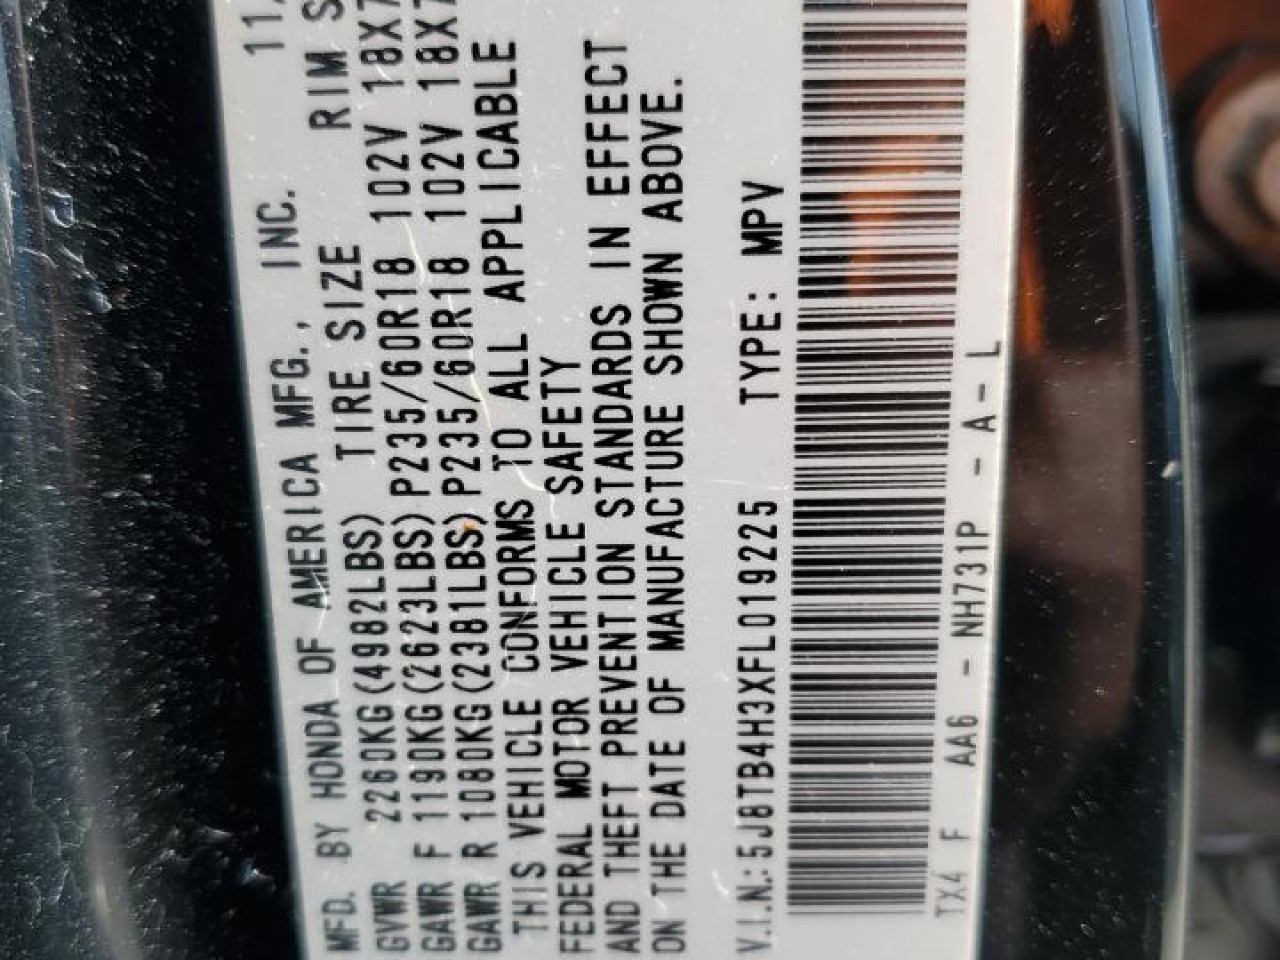 MFD. BY HONDA OF AMERICA MFG., INC. 11/
TIRE SIZE RIM S
GVWR 2260KG(4982LBS)
GAWR F 1190KG(2623LBS) P235/60R18 102V 18X7
GAWR R 1080KG(2381LBS) P235/60R18 102V 18X7
THIS VEHICLE CONFORMS TO ALL APPLICABLE
FEDERAL MOTOR VEHICLE SAFETY
AND THEFT PREVENTION STANDARDS IN EFFECT
ON THE DATE OF MANUFACTURE SHOWN ABOVE.
V.I.N.:5J8TB4H3XFL019225 TYPE: MPV
TX4 F AA6 - NH731P - A - L